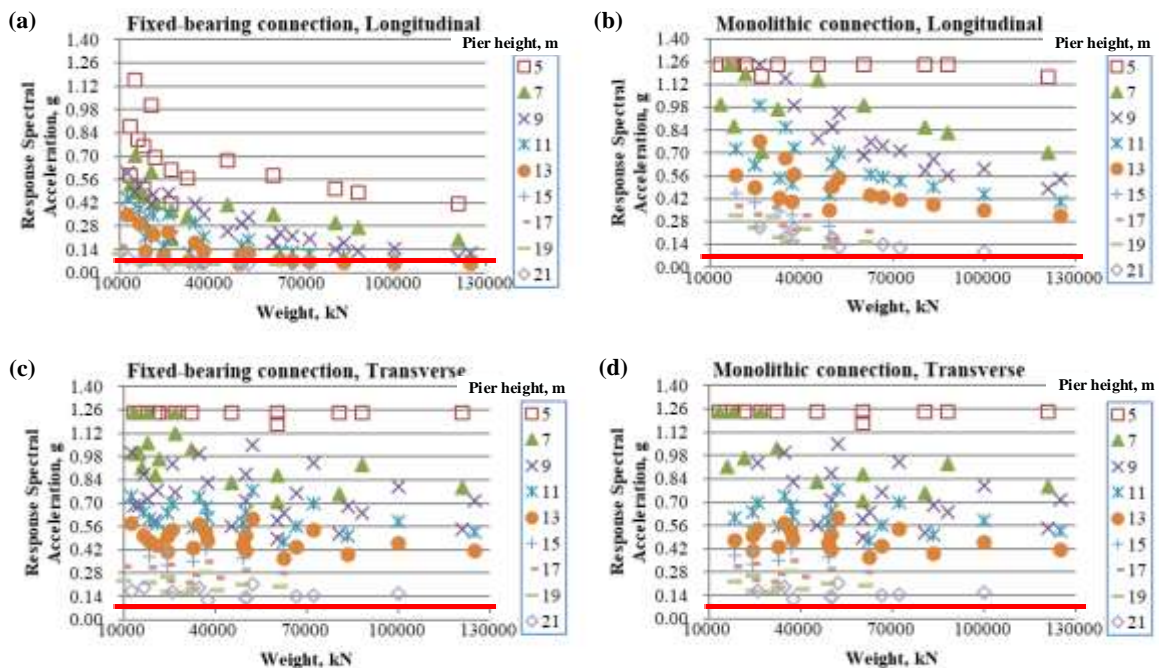 (a)
Fixed-bearing connection, Longitudinal
Pier height, m
Response Spectral
Acceleration, g
1.40
1.26
1.12
0.98
0.84
0.70
0.56
0.42
0.28
0.14
0.00
10000 40000 70000 100000 130000
Weight, kN
5
7
9
11
13
15
17
19
21
(b)
Monolithic connection, Longitudinal
Pier height, m
Response Spectral
Acceleration, g
1.40
1.26
1.12
0.98
0.84
0.70
0.56
0.42
0.28
0.14
0.00
10000 40000 70000 100000 130000
Weight, kN
5
7
9
11
13
15
17
19
21
(c)
Fixed-bearing connection, Transverse
Pier height, m
Response Spectral
Acceleration, g
1.40
1.26
1.12
0.98
0.84
0.70
0.56
0.42
0.28
0.14
0.00
10000 40000 70000 100000 130000
Weight, kN
5
7
9
11
13
15
17
19
21
(d)
Monolithic connection, Transverse
Pier height, m
Response Spectral
Acceleration, g
1.40
1.26
1.12
0.98
0.84
0.70
0.56
0.42
0.28
0.14
0.00
10000 40000 70000 100000 130000
Weight, kN
5
7
9
11
13
15
17
19
21